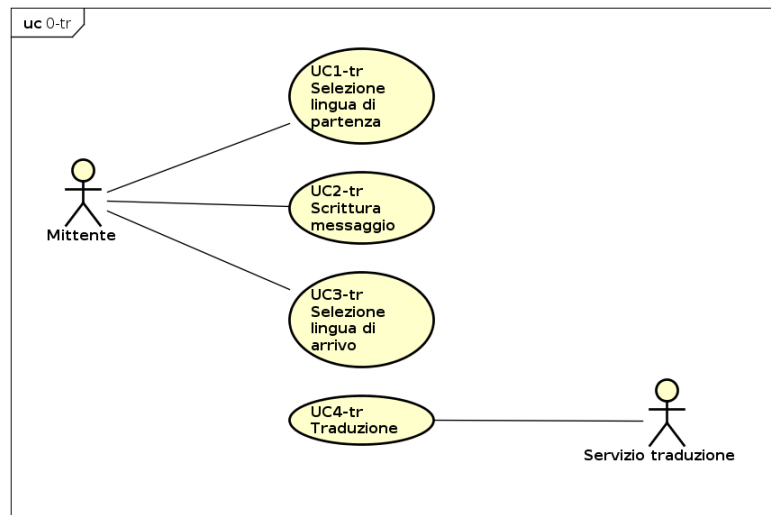 uc 0-tr
UC1-tr
Selezione
lingua di
partenza
UC2-tr
Scrittura
messaggio
Mittente
UC3-tr
Selezione
lingua di
arrivo
UC4-tr
Traduzione
Servizio traduzione